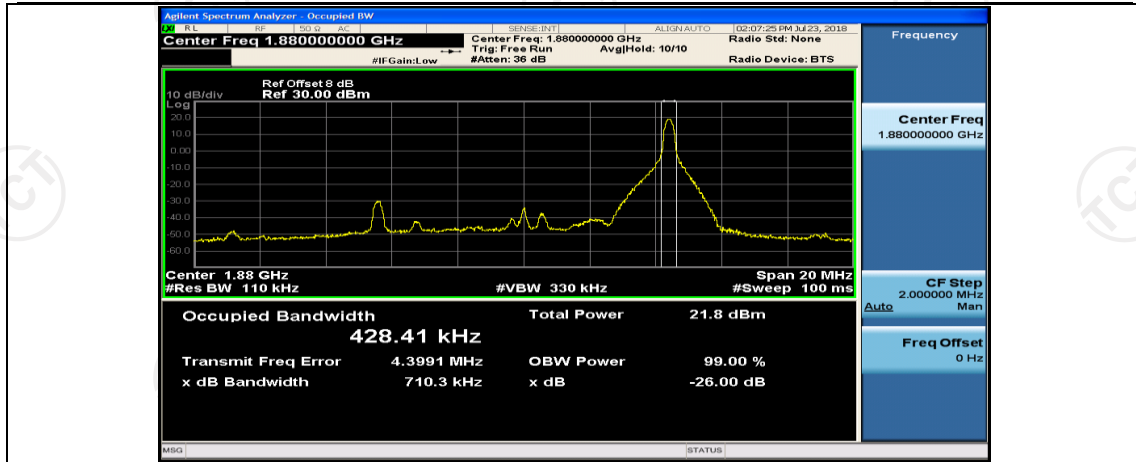 Agilent Spectrum Analyzer - Occupied BW
LXI RL RF 50 Ω AC SENSE:INT ALIGN AUTO 02:07:25 PM Jul 23, 2018
Center Freq 1.880000000 GHz
Center Freq: 1.880000000 GHz
Radio Std: None
Trig: Free Run Avg|Hold: 10/10
#IFGain:Low #Atten: 36 dB Radio Device: BTS
Ref Offset 8 dB
10 dB/div Ref 30.00 dBm
Log
20.0
10.0
0.00
-10.0
-20.0
-30.0
-40.0
-50.0
-60.0
Center 1.88 GHz Span 20 MHz
#Res BW 110 kHz #VBW 330 kHz #Sweep 100 ms
Occupied Bandwidth Total Power 21.8 dBm
428.41 kHz
Transmit Freq Error 4.3991 MHz OBW Power 99.00 %
x dB Bandwidth 710.3 kHz x dB -26.00 dB
MSG STATUS
Frequency
Center Freq
1.880000000 GHz
CF Step
2.000000 MHz
Auto Man
Freq Offset
0 Hz
TCT
TCT